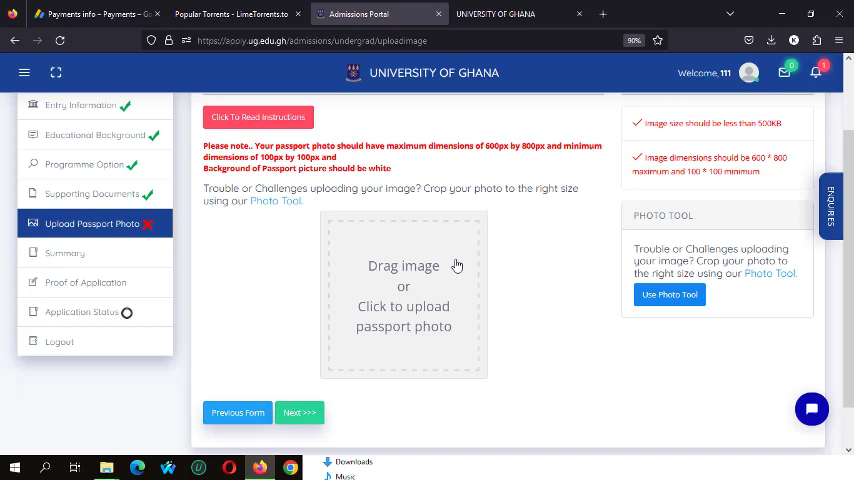 Payments info – Payments – Go
Popular Torrents - LimeTorrents.to
Admissions Portal
UNIVERSITY OF GHANA
https://apply.ug.edu.gh/admissions/undergrad/uploadimage
90%
K
UNIVERSITY OF GHANA
Welcome, 111
0
1
Entry Information
Educational Background
Programme Option
Supporting Documents
Upload Passport Photo
Summary
Proof of Application
Application Status
Logout
Click To Read Instructions
Please note.. Your passport photo should have maximum dimensions of 600px by 800px and minimum
dimensions of 100px by 100px and
Background of Passport picture should be white
Trouble or Challenges uploading your image? Crop your photo to the right size
using our Photo Tool.
Drag image
or
Click to upload
passport photo
Previous Form
Next >>>
Image size should be less than 500KB
Image dimensions should be 600 * 800
maximum and 100 * 100 minimum
PHOTO TOOL
Trouble or Challenges uploading
your image? Crop your photo to
the right size using our Photo Tool.
Use Photo Tool
ENQUIRES
Downloads
Music